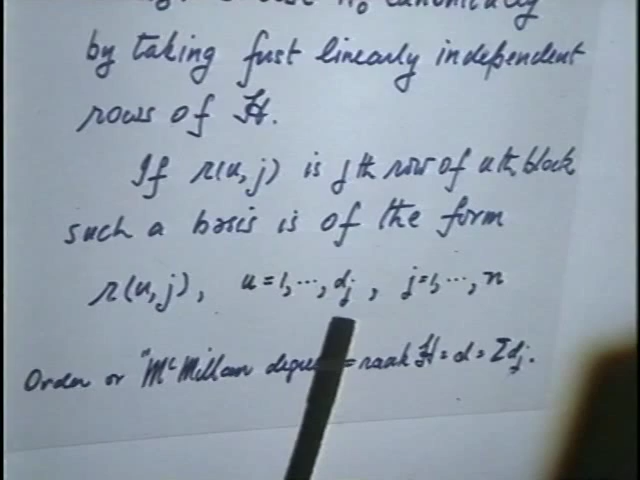 canonically
by taking first linearly independent
rows of ℋ.
If r(u,j) is jth row of uth block
such a basis is of the form
r(u,j), u=1,...,dj, j=1,...,n
Order or "McMillan degree = rank ℋ = d = Σdj.